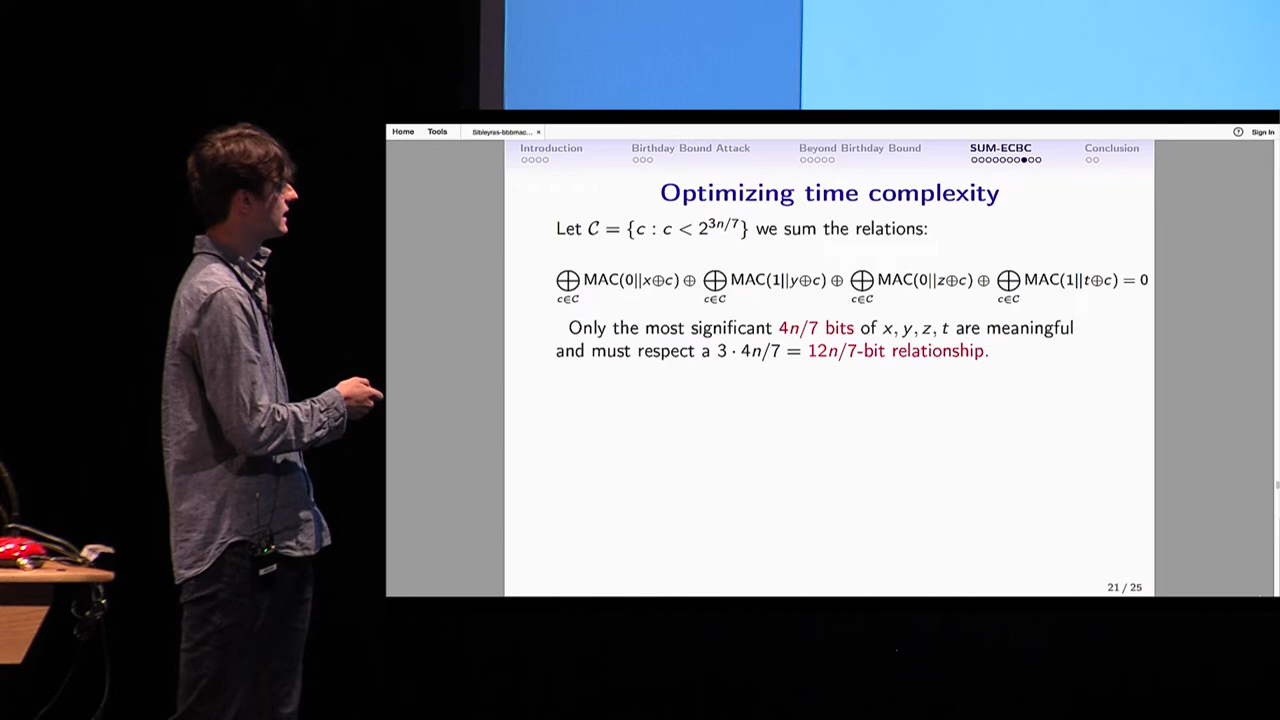 Home Tools Sibleyras-bbbmac... × Sign In
Introduction Birthday Bound Attack Beyond Birthday Bound SUM-ECBC Conclusion
Optimizing time complexity
Let 𝒞 = {c : c < 2^{3n/7}} we sum the relations:
⨁_{c∈𝒞} MAC(0||x⊕c) ⊕ ⨁_{c∈𝒞} MAC(1||y⊕c) ⊕ ⨁_{c∈𝒞} MAC(0||z⊕c) ⊕ ⨁_{c∈𝒞} MAC(1||t⊕c) = 0
Only the most significant 4n/7 bits of x, y, z, t are meaningful
and must respect a 3 · 4n/7 = 12n/7-bit relationship.
21 / 25